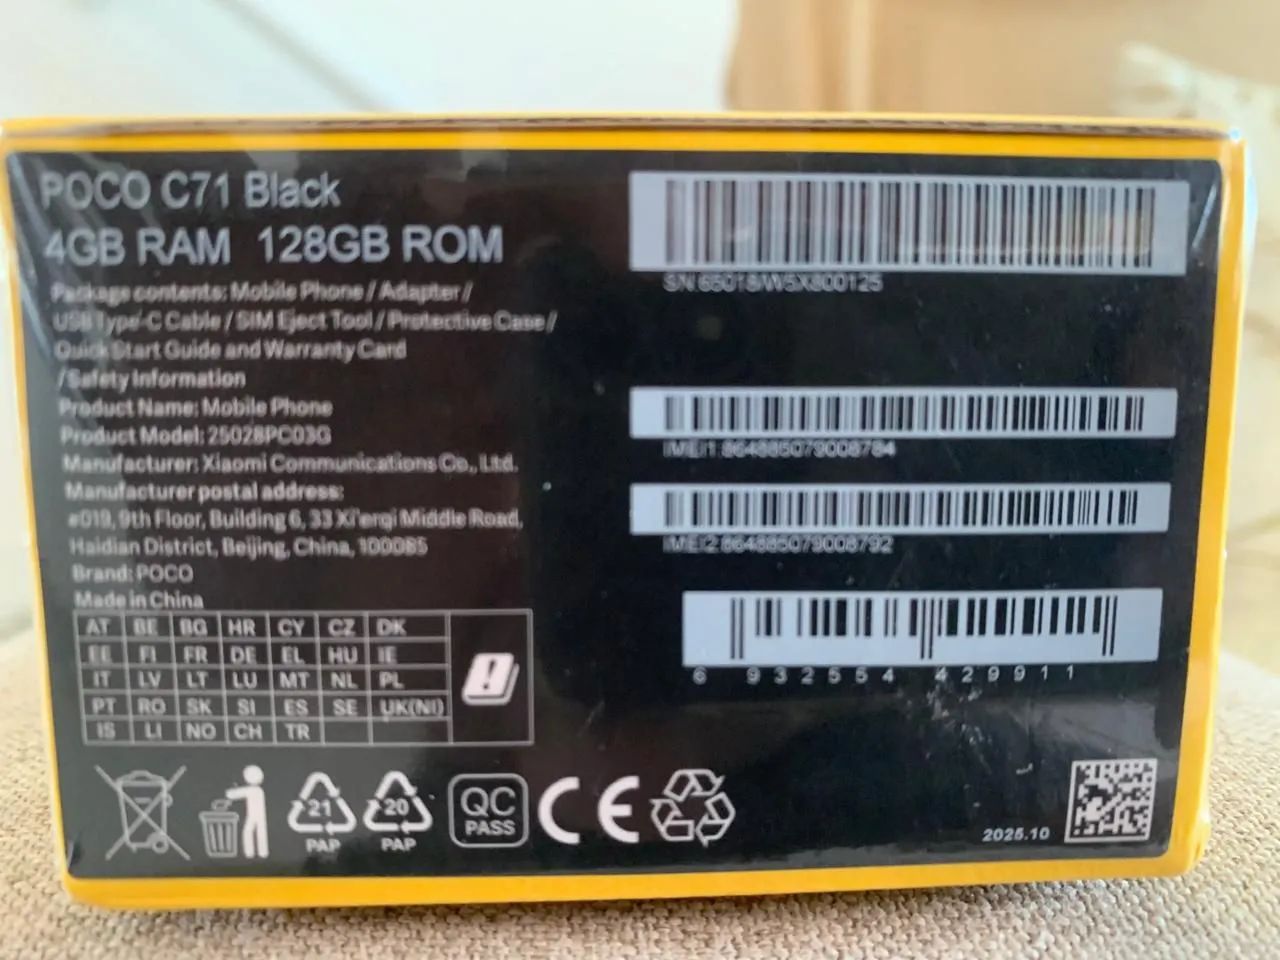 POCO C71 Black
4GB RAM 128GB ROM
Package contents: Mobile Phone / Adapter /
USB Type-C Cable / SIM Eject Tool / Protective Case /
Quick Start Guide and Warranty Card
/ Safety Information
Product Name: Mobile Phone
Product Model: 25028PC03G
Manufacturer: Xiaomi Communications Co., Ltd.
Manufacturer postal address:
#019, 9th Floor, Building 6, 33 Xi'erqi Middle Road,
Haidian District, Beijing, China, 100085
Brand: POCO
Made in China
AT BE BG HR CY CZ DK
EE FI FR DE EL HU IE
IT LV LT LU MT NL PL
PT RO SK SI ES SE UK(NI)
IS LI NO CH TR
21
PAP
20
PAP
QC
PASS
CE
SN:
IMEI1:864885079008784
IMEI2:864885079008792
6 932554 429911
2025.10